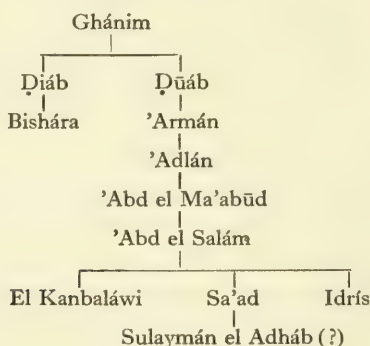 Ghánim
Ḍiáb Ḍūáb
Bishára 'Armán
'Adlán
'Abd el Ma'abūd
'Abd el Salám
El Kanbaláwi Sa'ad Idrís
Sulaymán el Adháb (?)